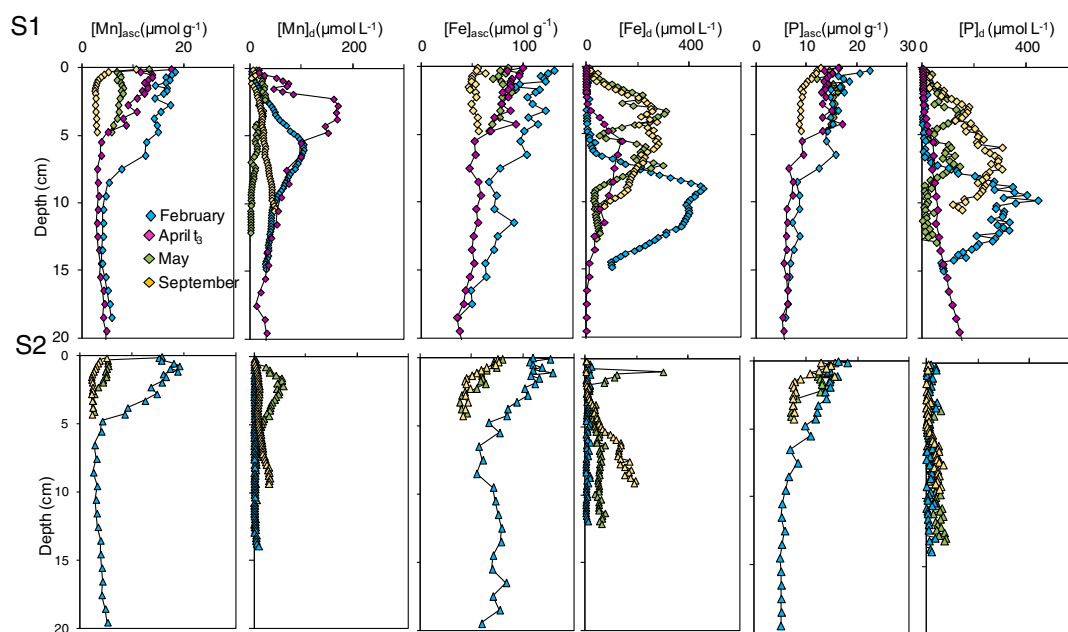 S1
[Mn]asc(µmol g⁻¹) [Mn]d(µmol L⁻¹) [Fe]asc(µmol g⁻¹) [Fe]d(µmol L⁻¹) [P]asc(µmol g⁻¹) [P]d(µmol L⁻¹)
0 20 0 200 0 100 0 400 0 10 20 30 0 400
0
5
10
15
20
Depth (cm)
February
April t₃
May
September
S2
0
5
10
15
20
Depth (cm)